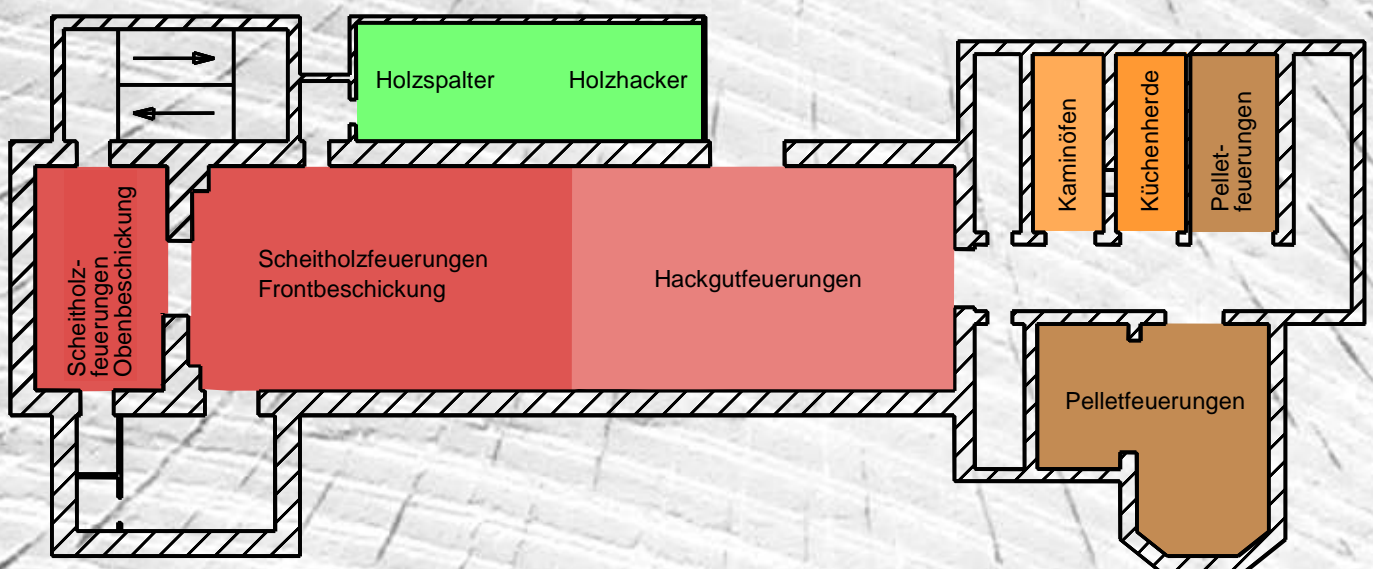 Holzspalter
Holzhacker
Kaminöfen
Küchenherde
Pellet-
feuerungen
Scheitholz-
feuerungen
Obenbeschickung
Scheitholzfeuerungen
Frontbeschickung
Hackgutfeuerungen
Pelletfeuerungen